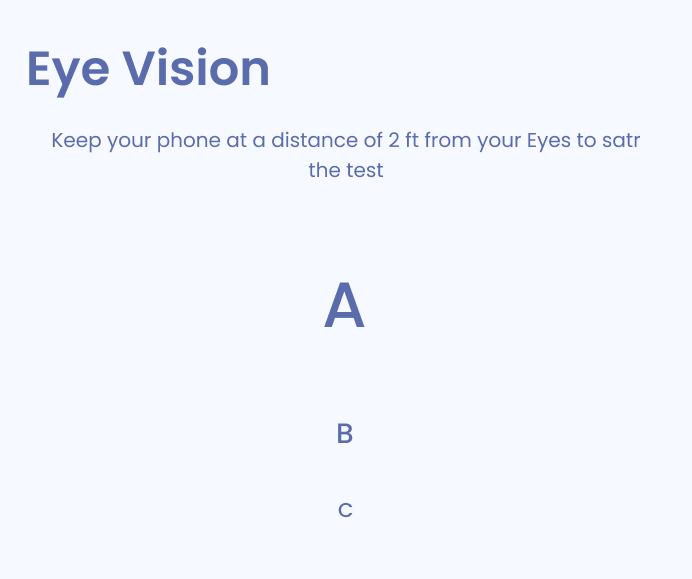 Eye Vision
Keep your phone at a distance of 2 ft from your Eyes to satr
the test
A
B
C